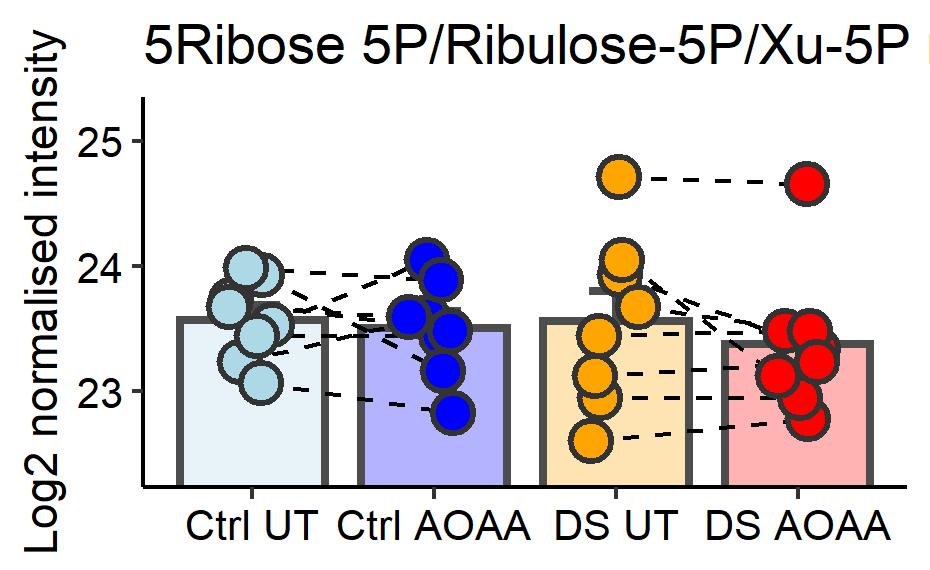 5Ribose 5P/Ribulose-5P/Xu-5P
Log2 normalised intensity
25
24
23
Ctrl UT Ctrl AOAA DS UT DS AOAA